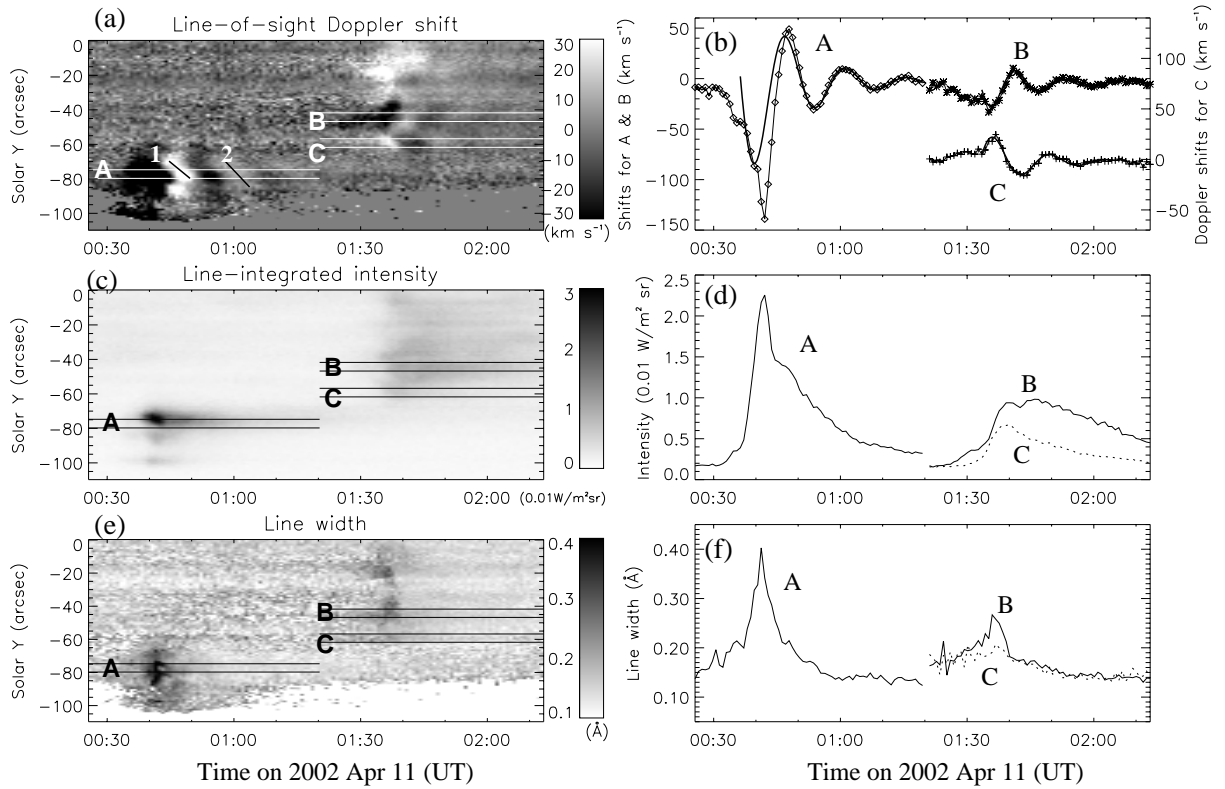 (a) Line-of-sight Doppler shift
Solar Y (arcsec)
0
-20
-40
-60
-80
-100
A
1
2
B
C
30
20
10
0
-10
-20
-30
(km s⁻¹)
00:30 01:00 01:30 02:00
(b)
Shifts for A & B (km s⁻¹)
50
0
-50
-100
-150
A
B
C
Doppler shifts for C (km s⁻¹)
100
50
0
-50
00:30 01:00 01:30 02:00
(c) Line-integrated intensity
Solar Y (arcsec)
0
-20
-40
-60
-80
-100
A
B
C
3
2
1
0
(0.01W/m²sr)
00:30 01:00 01:30 02:00
(d)
Intensity (0.01 W/m² sr)
2.5
2.0
1.5
1.0
0.5
0.0
A
B
C
00:30 01:00 01:30 02:00
(e) Line width
Solar Y (arcsec)
0
-20
-40
-60
-80
-100
A
B
C
0.4
0.3
0.2
0.1
(Å)
00:30 01:00 01:30 02:00
Time on 2002 Apr 11 (UT)
(f)
Line width (Å)
0.40
0.30
0.20
0.10
A
B
C
00:30 01:00 01:30 02:00
Time on 2002 Apr 11 (UT)